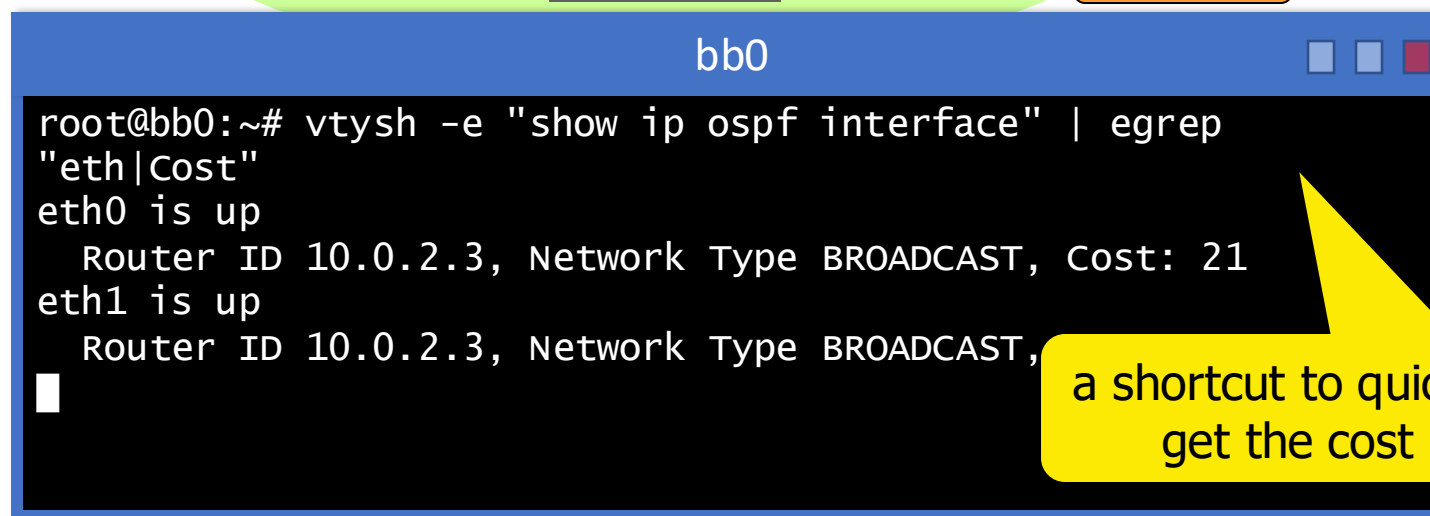 bb0
root@bb0:~# vtysh -e "show ip ospf interface" | egrep
"eth|Cost"
eth0 is up
Router ID 10.0.2.3, Network Type BROADCAST, Cost: 21
eth1 is up
Router ID 10.0.2.3, Network Type BROADCAST,
a shortcut to
get the cost